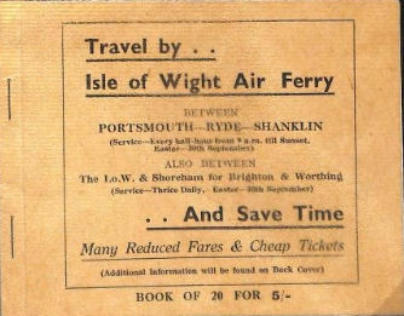 Travel by . .
Isle of Wight Air Ferry
BETWEEN
PORTSMOUTH—RYDE—SHANKLIN
(Service—Every half-hour from 9 a.m. till Sunset,
Easter—30th September)
ALSO BETWEEN
The I.o.W. & Shoreham for Brighton & Worthing
(Service—Thrice Daily, Easter—30th September)
. . And Save Time
Many Reduced Fares & Cheap Tickets
(Additional Information will be found on Back Cover)
BOOK OF 20 FOR 5/-